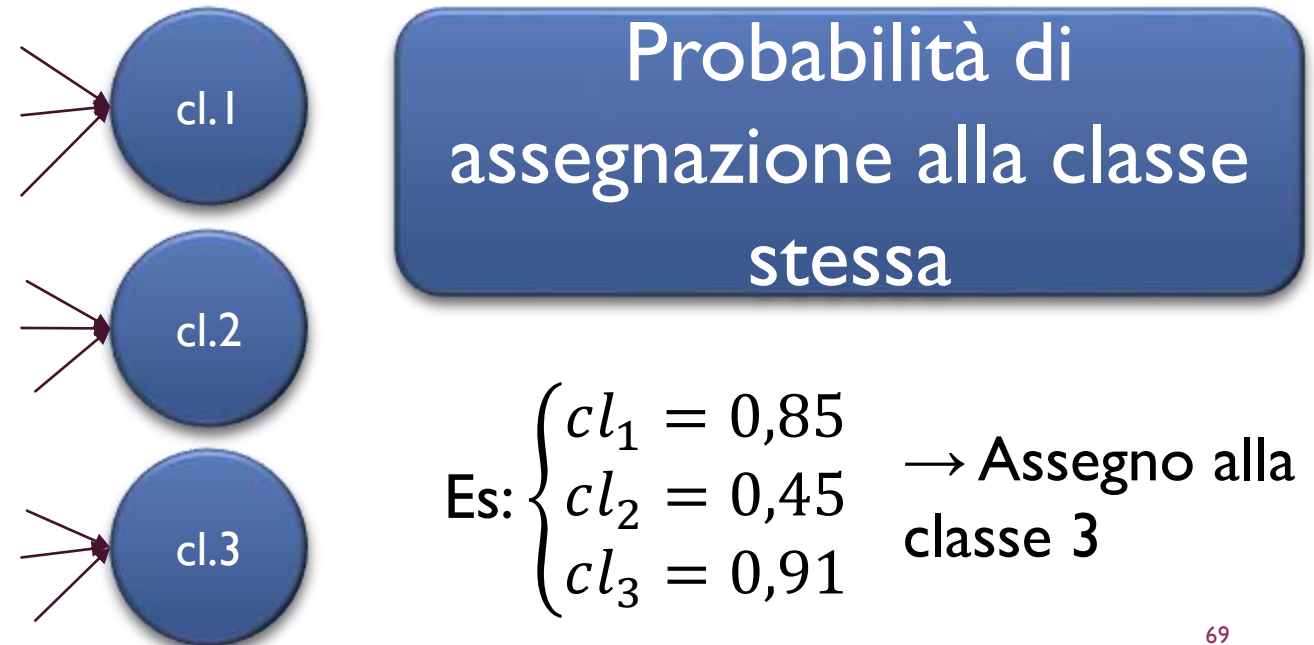 cl.1
cl.2
cl.3
Probabilità di
assegnazione alla classe
stessa
Es:
cl₁ = 0,85
cl₂ = 0,45
cl₃ = 0,91
→ Assegno alla
classe 3
69